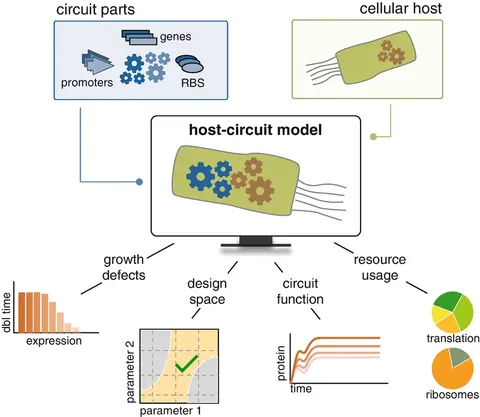 circuit parts
cellular host
genes
promoters
RBS
host-circuit model
growth
defects
design
space
circuit
function
resource
usage
dbl time
expression
parameter 2
parameter 1
protein
time
translation
ribosomes